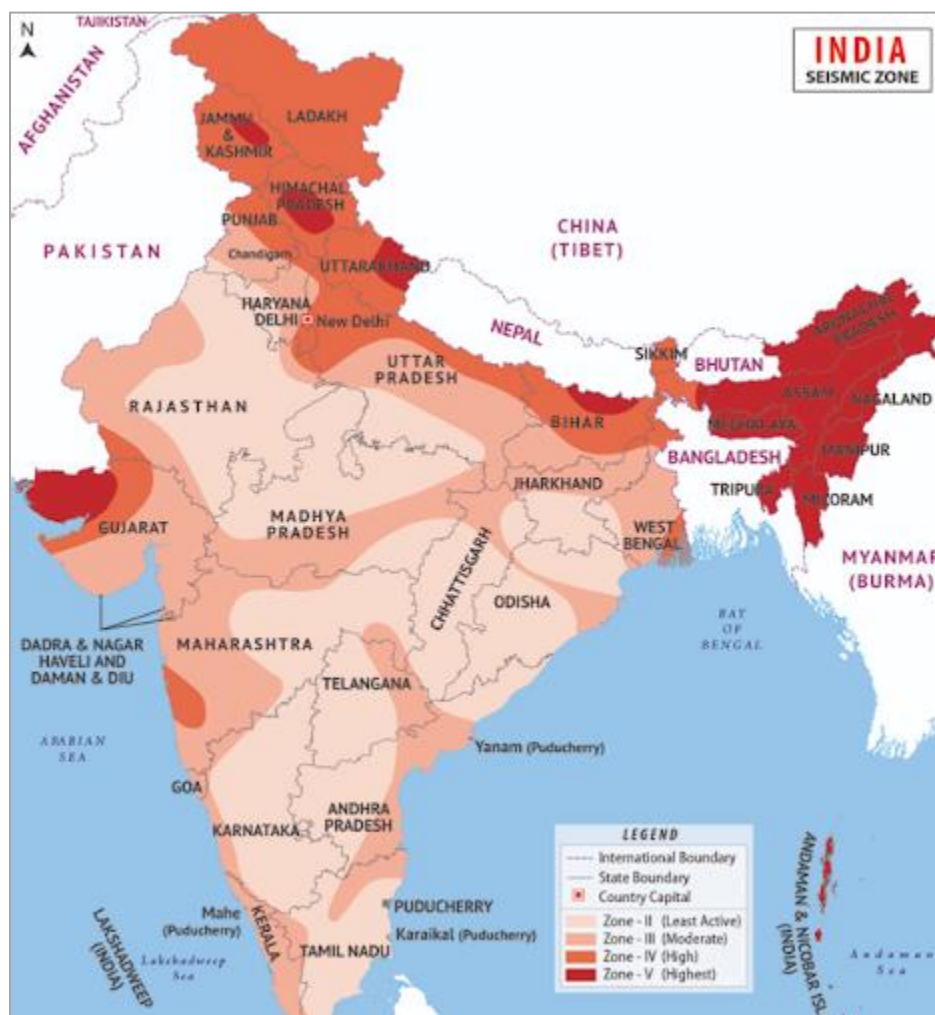 TAJIKISTAN
N
INDIA
SEISMIC ZONE
AFGHANISTAN
LADAKH
JAMMU
&
KASHMIR
HIMACHAL
PRADESH
PUNJAB
CHINA
(TIBET)
PAKISTAN
Chandigarh
UTTARAKHAND
HARYANA
DELHI
New Delhi
NEPAL
ARUNACHAL
PRADESH
SIKKIM
BHUTAN
UTTAR
PRADESH
ASSAM
NAGALAND
RAJASTHAN
BIHAR
MEGHALAYA
MANIPUR
BANGLADESH
JHARKHAND
TRIPURA
MIZORAM
GUJARAT
MADHYA
PRADESH
WEST
BENGAL
CHHATTISGARH
MYANMAR
(BURMA)
ODISHA
BAY
OF
BENGAL
DADRA & NAGAR
HAVELI AND
DAMAN & DIU
MAHARASHTRA
TELANGANA
ARABIAN
SEA
Yanam (Puducherry)
GOA
ANDHRA
PRADESH
KARNATAKA
LEGEND
International Boundary
State Boundary
Country Capital
Zone - II (Least Active)
Zone - III (Moderate)
Zone - IV (High)
Zone - V (Highest)
ANDAMAN & NICOBAR ISL
(INDIA)
PUDUCHERRY
Mahe
(Puducherry)
Karaikal (Puducherry)
KERALA
LAKSHADWEEP
(INDIA)
Lakshadweep
Sea
TAMIL NADU
Andaman
Sea